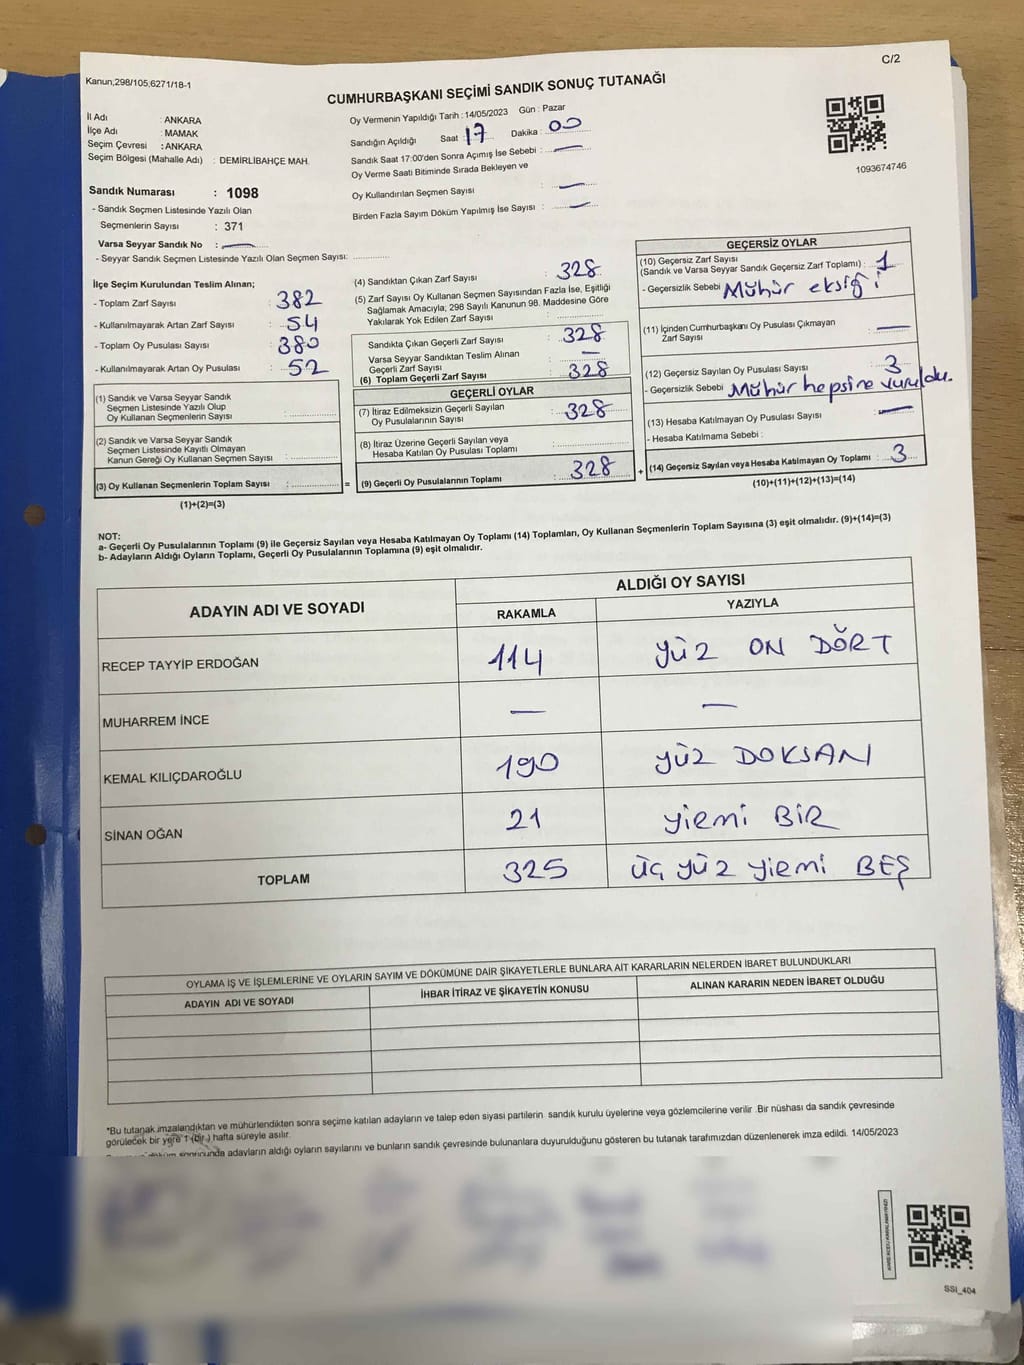 C/2
Kanun,298/105,6271/18-1
CUMHURBAŞKANI SEÇİMİ SANDIK SONUÇ TUTANAĞI
İl Adı : ANKARA
İlçe Adı : MAMAK
Seçim Çevresi : ANKARA
Seçim Bölgesi (Mahalle Adı) : DEMİRLİBAHÇE MAH.
Sandık Numarası : 1098
- Sandık Seçmen Listesinde Yazılı Olan
Seçmenlerin Sayısı : 371
Varsa Seyyar Sandık No : —
- Seyyar Sandık Seçmen Listesinde Yazılı Olan Seçmen Sayısı:
Oy Vermenin Yapıldığı Tarih : 14/05/2023 Gün : Pazar
Sandığın Açıldığı Saat : 17 Dakika : 00
Sandık Saat 17:00'den Sonra Açımış İse Sebebi : —
Oy Verme Saati Bitiminde Sırada Bekleyen ve
Oy Kullandırılan Seçmen Sayısı : —
Birden Fazla Sayım Döküm Yapılmış İse Sayısı : —
1093674746
İlçe Seçim Kurulundan Teslim Alınan;
- Toplam Zarf Sayısı : 382
- Kullanılmayarak Artan Zarf Sayısı : 54
- Toplam Oy Pusulası Sayısı : 380
- Kullanılmayarak Artan Oy Pusulası : 52
(1) Sandık ve Varsa Seyyar Sandık
Seçmen Listesinde Yazılı Olup
Oy Kullanan Seçmenlerin Sayısı :
(2) Sandık ve Varsa Seyyar Sandık
Seçmen Listesinde Kayıtlı Olmayan
Kanun Gereği Oy Kullanan Seçmen Sayısı :
(3) Oy Kullanan Seçmenlerin Toplam Sayısı : =
(1)+(2)=(3)
(4) Sandıktan Çıkan Zarf Sayısı : 328
(5) Zarf Sayısı Oy Kullanan Seçmen Sayısından Fazla İse, Eşitliği
Sağlamak Amacıyla; 298 Sayılı Kanunun 98. Maddesine Göre
Yakılarak Yok Edilen Zarf Sayısı :
Sandıkta Çıkan Geçerli Zarf Sayısı : 328
Varsa Seyyar Sandıktan Teslim Alınan
Geçerli Zarf Sayısı : —
(6) Toplam Geçerli Zarf Sayısı : 328
GEÇERLİ OYLAR
(7) İtiraz Edilmeksizin Geçerli Sayılan
Oy Pusulalarının Sayısı : 328
(8) İtiraz Üzerine Geçerli Sayılan veya
Hesaba Katılan Oy Pusulası Toplamı :
(9) Geçerli Oy Pusulalarının Toplamı : 328 +
GEÇERSİZ OYLAR
(10) Geçersiz Zarf Sayısı
(Sandık ve Varsa Seyyar Sandık Geçersiz Zarf Toplamı) : 1
- Geçersizlik Sebebi : Mühür eksiği
(11) İçinden Cumhurbaşkanı Oy Pusulası Çıkmayan
Zarf Sayısı : —
(12) Geçersiz Sayılan Oy Pusulası Sayısı : 3
- Geçersizlik Sebebi : Mühür hepsine vuruldu.
(13) Hesaba Katılmayan Oy Pusulası Sayısı : —
- Hesaba Katılmama Sebebi :
(14) Geçersiz Sayılan veya Hesaba Katılmayan Oy Toplamı : 3
(10)+(11)+(12)+(13)=(14)
NOT:
a- Geçerli Oy Pusulalarının Toplamı (9) ile Geçersiz Sayılan veya Hesaba Katılmayan Oy Toplamı (14) Toplamları, Oy Kullanan Seçmenlerin Toplam Sayısına (3) eşit olmalıdır. (9)+(14)=(3)
b- Adayların Aldığı Oyların Toplamı, Geçerli Oy Pusulalarının Toplamına (9) eşit olmalıdır.
ADAYIN ADI VE SOYADI
ALDIĞI OY SAYISI
RAKAMLA YAZIYLA
RECEP TAYYİP ERDOĞAN 114 yüz ON DÖRT
MUHARREM İNCE — —
KEMAL KILIÇDAROĞLU 190 yüz DOKSAN
SİNAN OĞAN 21 yiRmi BİR
TOPLAM 325 üç yüz yiRmi BEŞ
OYLAMA İŞ VE İŞLEMLERİNE VE OYLARIN SAYIM VE DÖKÜMÜNE DAİR ŞİKAYETLERLE BUNLARA AİT KARARLARIN NELERDEN İBARET BULUNDUKLARI
ADAYIN ADI VE SOYADI İHBAR İTİRAZ VE ŞİKAYETİN KONUSU ALINAN KARARIN NEDEN İBARET OLDUĞU
*Bu tutanak imzalandıktan ve mühürlendikten sonra seçime katılan adayların ve talep eden siyasi partilerin sandık kurulu üyelerine veya gözlemcilerine verilir. Bir nüshası da sandık çevresinde
görülecek bir yere 1 (bir) hafta süreyle asılır.
döküm sonucunda adayların aldığı oyların sayılarını ve bunların sandık çevresinde bulunanlara duyurulduğunu gösteren bu tutanak tarafımızdan düzenlenerek imza edildi. 14/05/2023
SSI_404